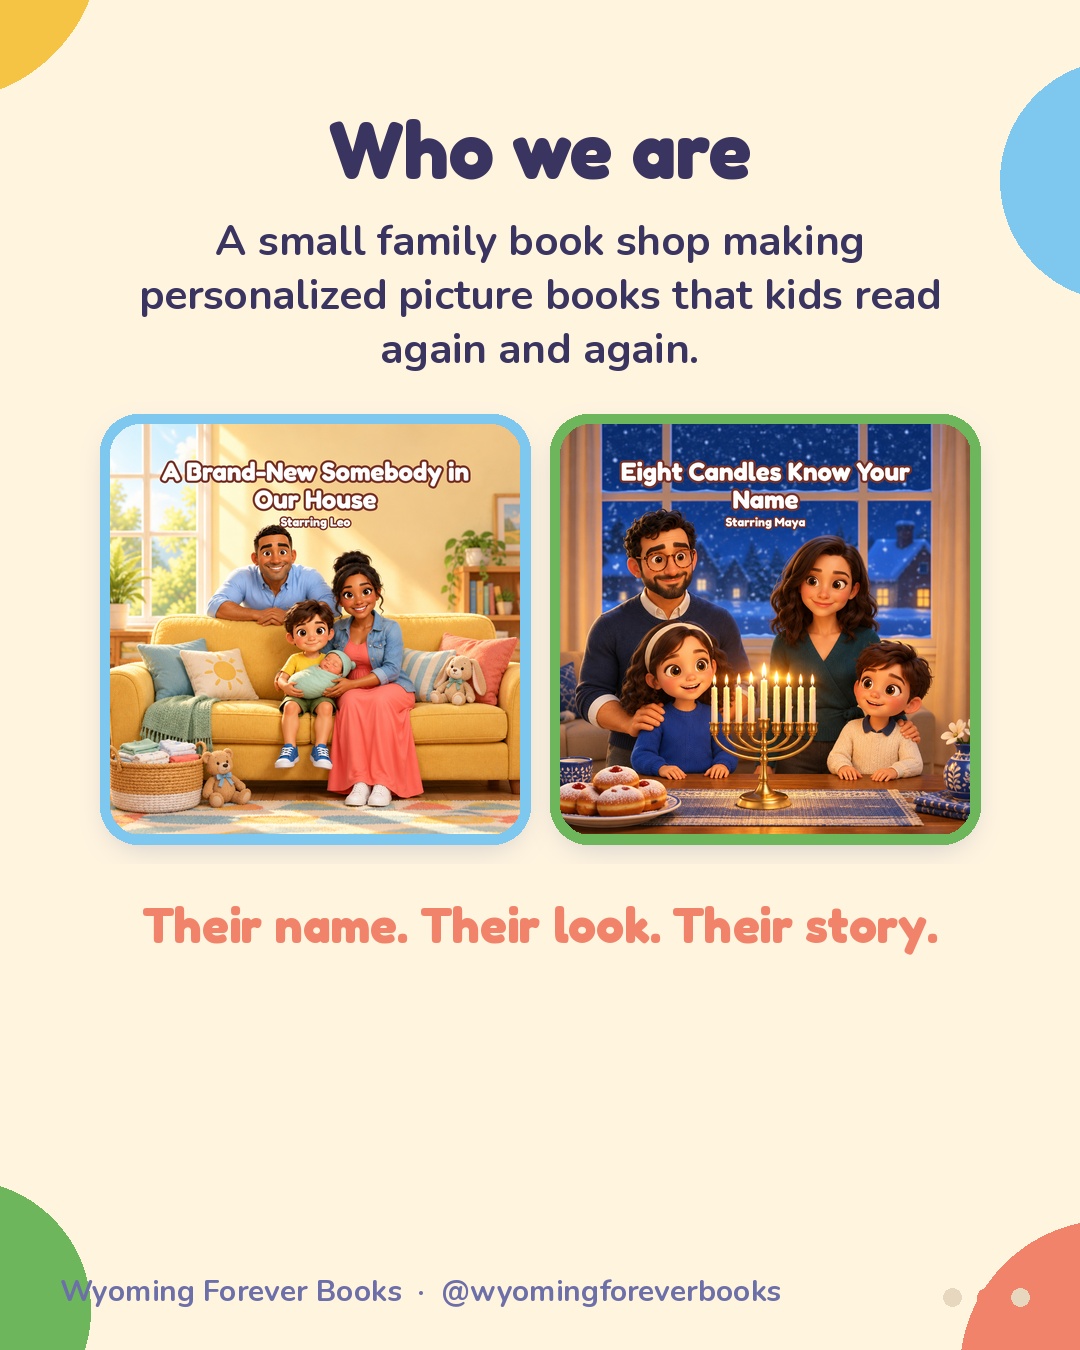 Who we are
A small family book shop making
personalized picture books that kids read
again and again.
A Brand-New Somebody in
Our House
Starring Leo
Eight Candles Know Your
Name
Starring Maya
Their name. Their look. Their story.
Wyoming Forever Books · @wyomingforeverbooks